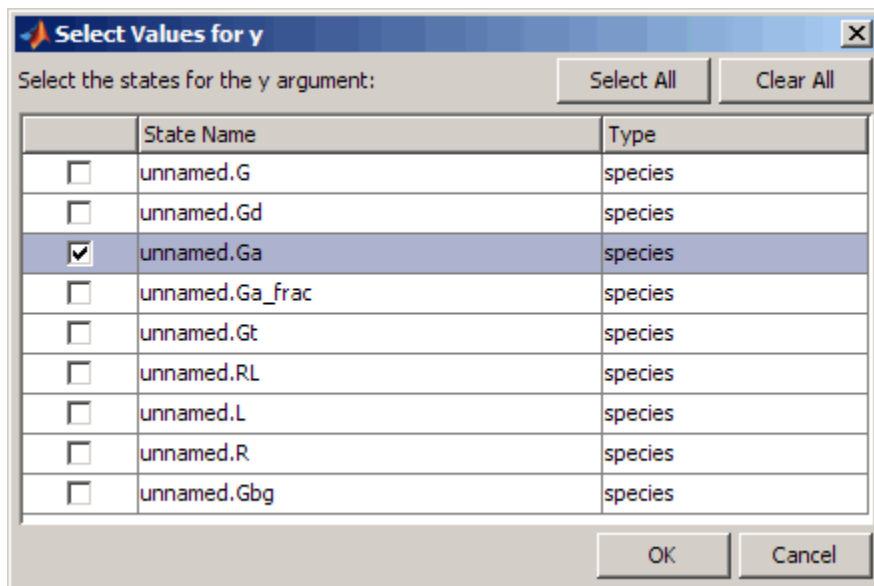 Select Values for y
Select the states for the y argument: Select All Clear All
State Name Type
unnamed.G species
unnamed.Gd species
unnamed.Ga species
unnamed.Ga_frac species
unnamed.Gt species
unnamed.RL species
unnamed.L species
unnamed.R species
unnamed.Gbg species
OK Cancel